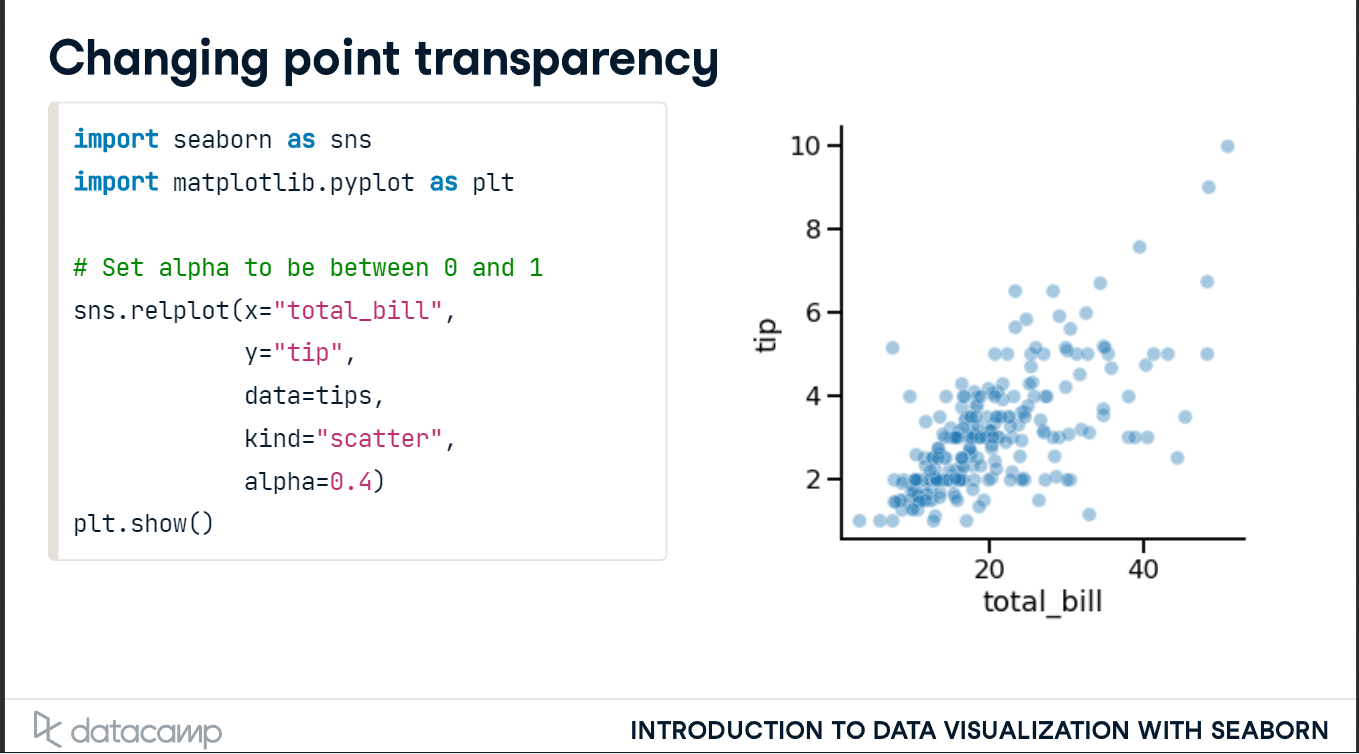 Changing point transparency
import seaborn as sns
import matplotlib.pyplot as plt
# Set alpha to be between 0 and 1
sns.relplot(x="total_bill",
y="tip",
data=tips,
kind="scatter",
alpha=0.4)
plt.show()
10
8
6
4
2
tip
20 40
total_bill
datacamp
INTRODUCTION TO DATA VISUALIZATION WITH SEABORN